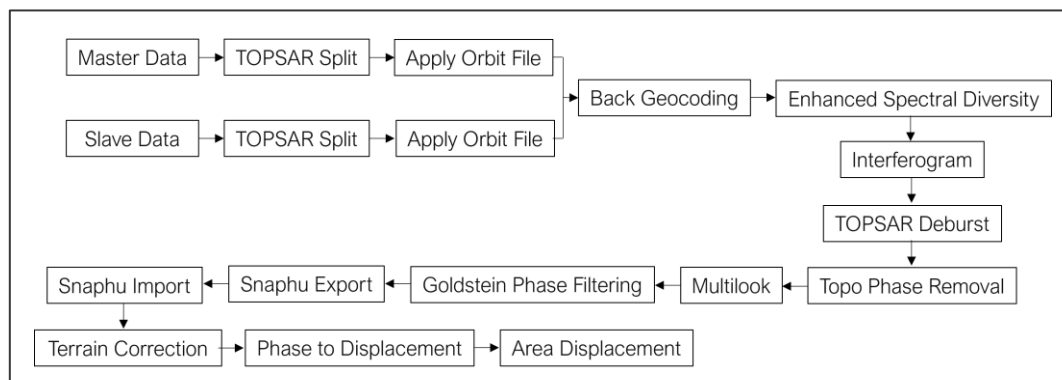 Master Data
TOPSAR Split
Apply Orbit File
Slave Data
TOPSAR Split
Apply Orbit File
Back Geocoding
Enhanced Spectral Diversity
Interferogram
TOPSAR Deburst
Topo Phase Removal
Multilook
Goldstein Phase Filtering
Snaphu Export
Snaphu Import
Terrain Correction
Phase to Displacement
Area Displacement